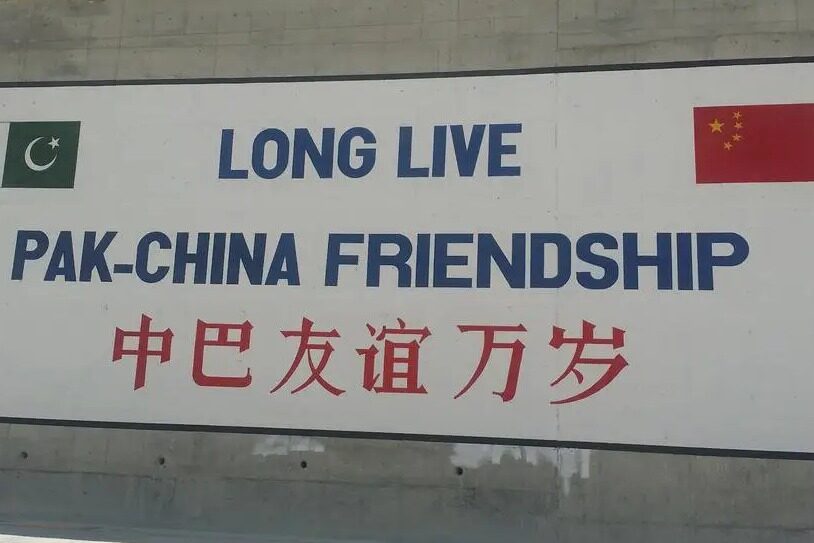 LONG LIVE
PAK-CHINA FRIENDSHIP
中巴友谊万岁